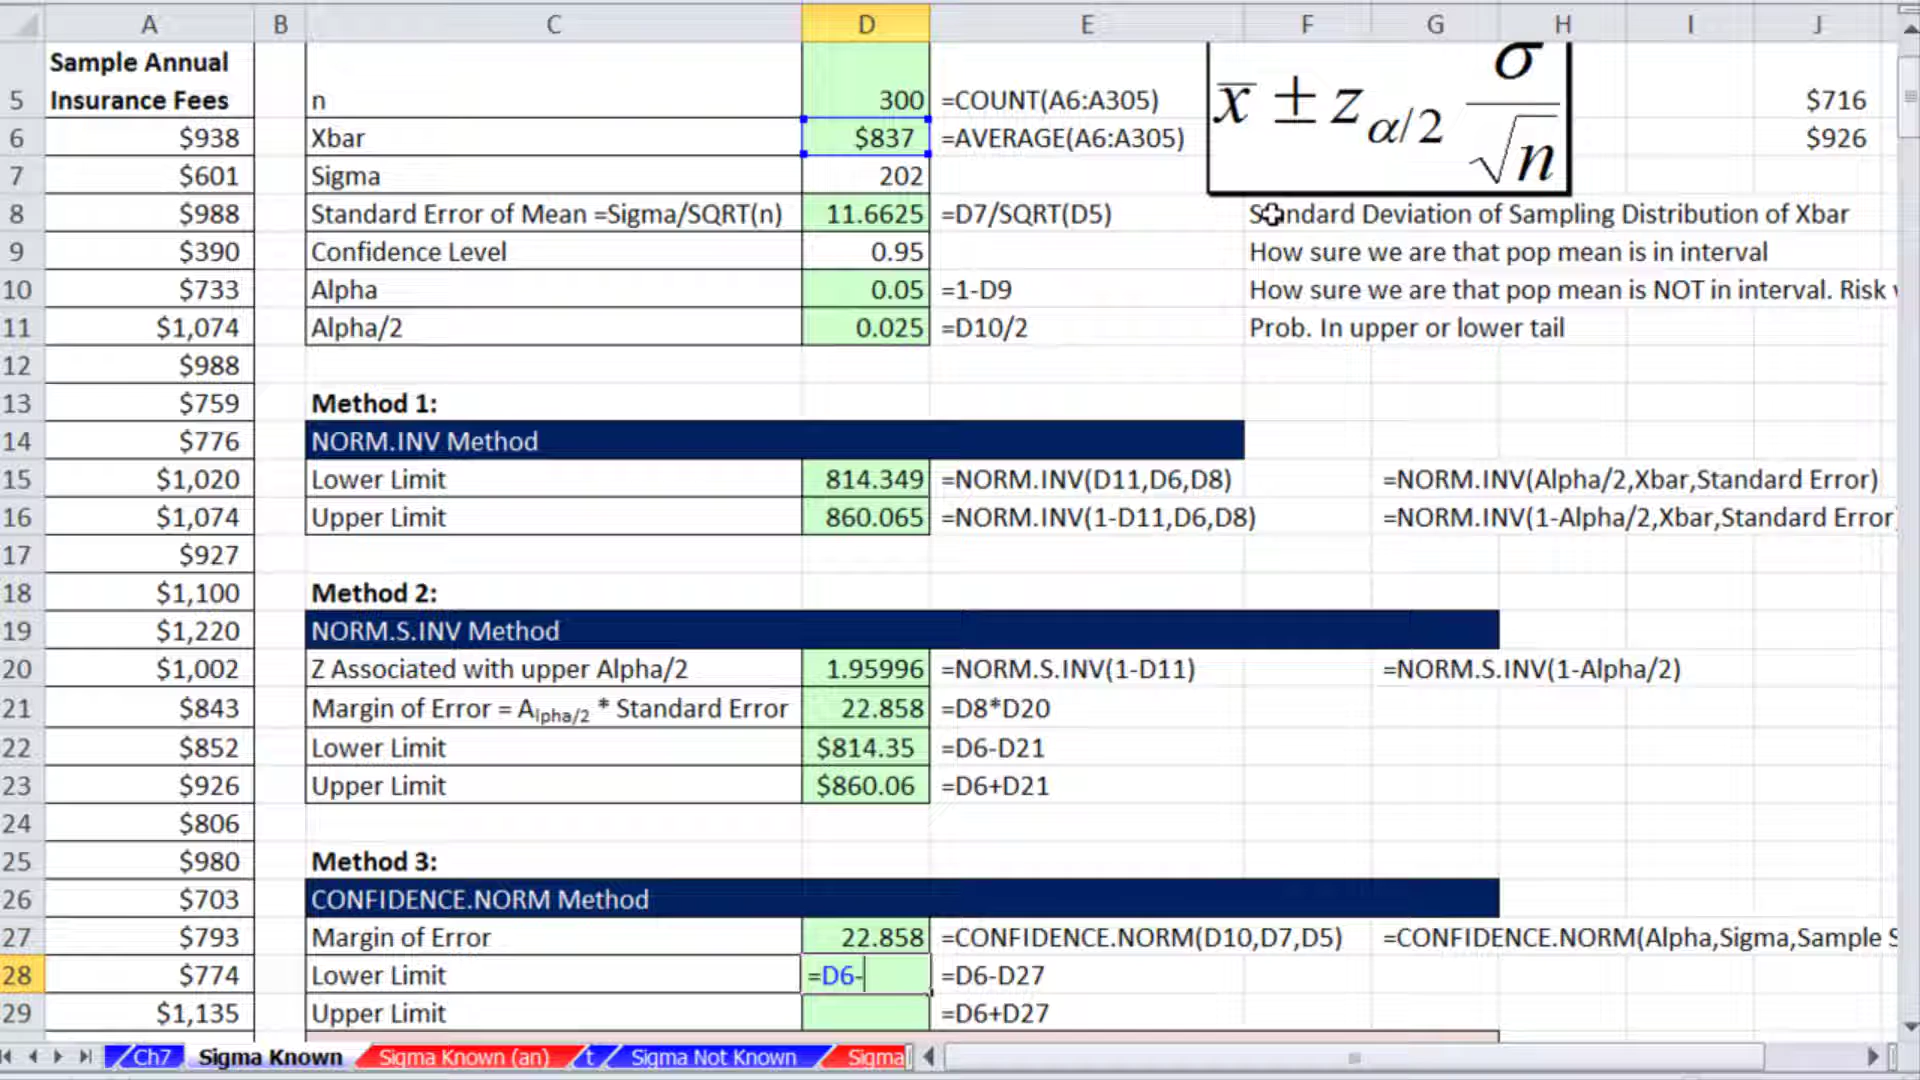 A B C D E F G H I J
Sample Annual
5 Insurance Fees n 300 =COUNT(A6:A305) $716
6 $938 Xbar $837 =AVERAGE(A6:A305) $926
x̄ ± z α/2 σ/√n
7 $601 Sigma 202
8 $988 Standard Error of Mean =Sigma/SQRT(n) 11.6625 =D7/SQRT(D5) Standard Deviation of Sampling Distribution of Xbar
9 $390 Confidence Level 0.95 How sure we are that pop mean is in interval
10 $733 Alpha 0.05 =1-D9 How sure we are that pop mean is NOT in interval. Risk
11 $1,074 Alpha/2 0.025 =D10/2 Prob. In upper or lower tail
12 $988
13 $759 Method 1:
14 $776 NORM.INV Method
15 $1,020 Lower Limit 814.349 =NORM.INV(D11,D6,D8) =NORM.INV(Alpha/2,Xbar,Standard Error)
16 $1,074 Upper Limit 860.065 =NORM.INV(1-D11,D6,D8) =NORM.INV(1-Alpha/2,Xbar,Standard Error)
17 $927
18 $1,100 Method 2:
19 $1,220 NORM.S.INV Method
20 $1,002 Z Associated with upper Alpha/2 1.95996 =NORM.S.INV(1-D11) =NORM.S.INV(1-Alpha/2)
21 $843 Margin of Error = Alpha/2 * Standard Error 22.858 =D8*D20
22 $852 Lower Limit $814.35 =D6-D21
23 $926 Upper Limit $860.06 =D6+D21
24 $806
25 $980 Method 3:
26 $703 CONFIDENCE.NORM Method
27 $793 Margin of Error 22.858 =CONFIDENCE.NORM(D10,D7,D5) =CONFIDENCE.NORM(Alpha,Sigma,Sample S
28 $774 Lower Limit =D6- =D6-D27
29 $1,135 Upper Limit =D6+D27
Ch7 Sigma Known Sigma Known (an) t Sigma Not Known Sigma